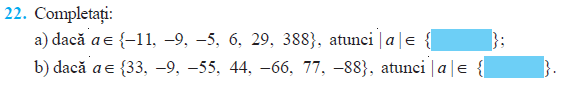 22. Completați:
a) dacă a ∈ {−11, −9, −5, 6, 29, 388}, atunci |a| ∈ { };
b) dacă a ∈ {33, −9, −55, 44, −66, 77, −88}, atunci |a| ∈ { }.